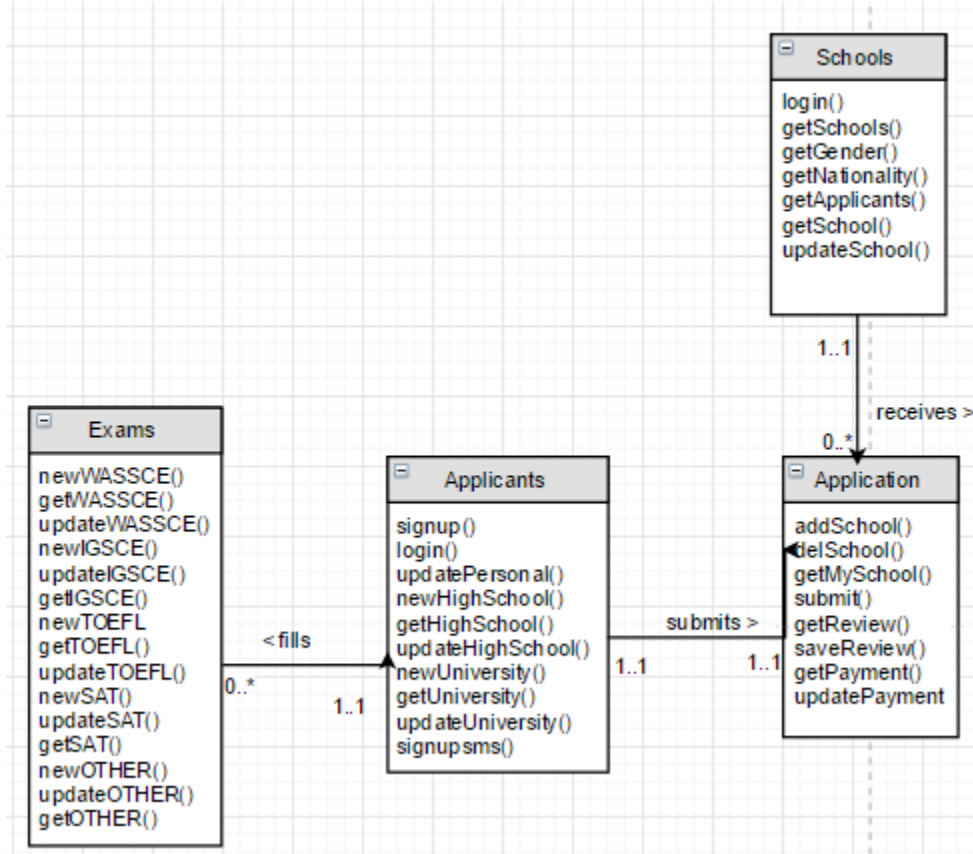 Schools
login()
getSchools()
getGender()
getNationality()
getApplicants()
getSchool()
updateSchool()
1..1
receives >
0..*
Exams
newWASSCE()
getWASSCE()
updateWASSCE()
newIGSCE()
updateIGSCE()
getIGSCE()
newTOEFL
getTOEFL()
updateTOEFL()
newSAT()
updateSAT()
getSAT()
newOTHER()
updateOTHER()
getOTHER()
< fills
0..*
1..1
Applicants
signup()
login()
updatePersonal()
newHighSchool()
getHighSchool()
updateHighSchool()
newUniversity()
getUniversity()
updateUniversity()
signupsms()
submits >
1..1
1..1
Application
addSchool()
delSchool()
getMySchool()
submit()
getReview()
saveReview()
getPayment()
updatePayment